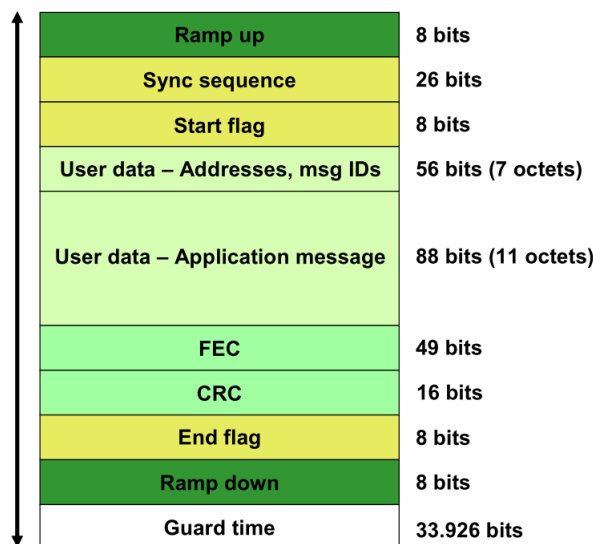 Ramp up 8 bits
Sync sequence 26 bits
Start flag 8 bits
User data – Addresses, msg IDs 56 bits (7 octets)
User data – Application message 88 bits (11 octets)
FEC 49 bits
CRC 16 bits
End flag 8 bits
Ramp down 8 bits
Guard time 33.926 bits